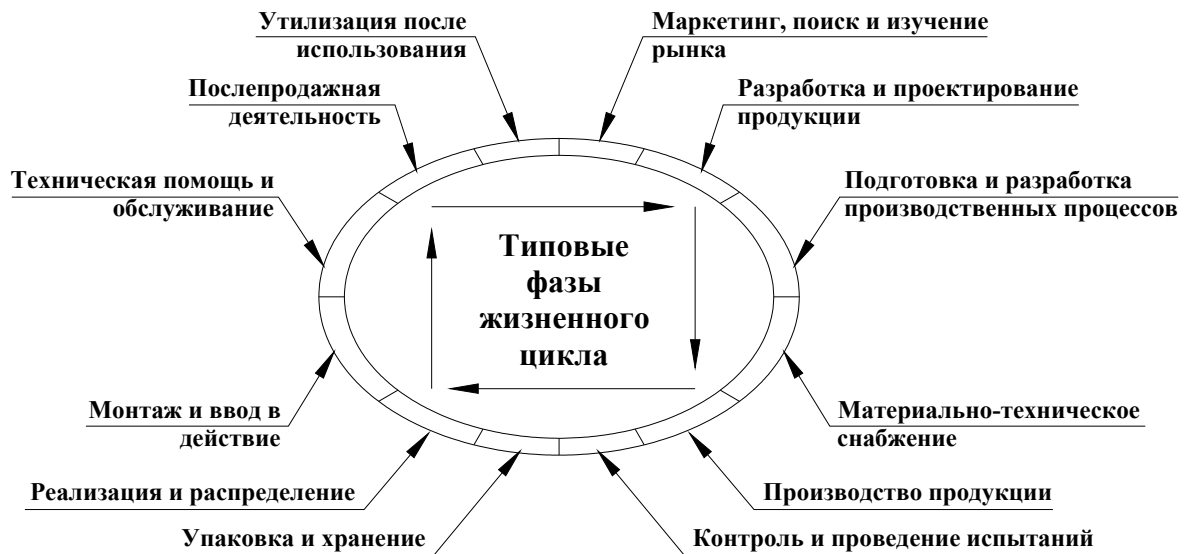 Утилизация после
использования
Маркетинг, поиск и изучение
рынка
Послепродажная
деятельность
Разработка и проектирование
продукции
Техническая помощь и
обслуживание
Подготовка и разработка
производственных процессов
Типовые
фазы
жизненного
цикла
Монтаж и ввод в
действие
Материально-техническое
снабжение
Реализация и распределение
Производство продукции
Упаковка и хранение
Контроль и проведение испытаний